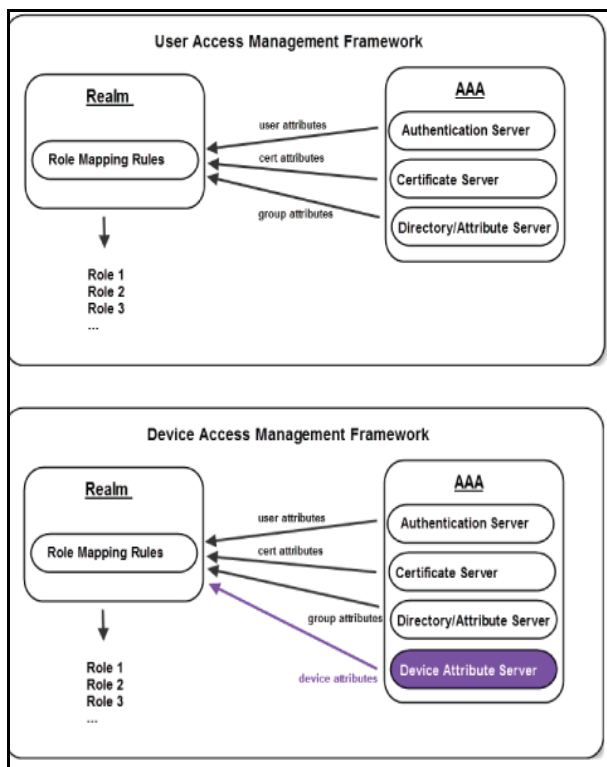 User Access Management Framework
Realm
AAA
user attributes
Authentication Server
cert attributes
Role Mapping Rules
Certificate Server
group attributes
Directory/Attribute Server
Role 1
Role 2
Role 3
...
Device Access Management Framework
Realm
AAA
user attributes
Authentication Server
cert attributes
Role Mapping Rules
Certificate Server
group attributes
Directory/Attribute Server
device attributes
Device Attribute Server
Role 1
Role 2
Role 3
...